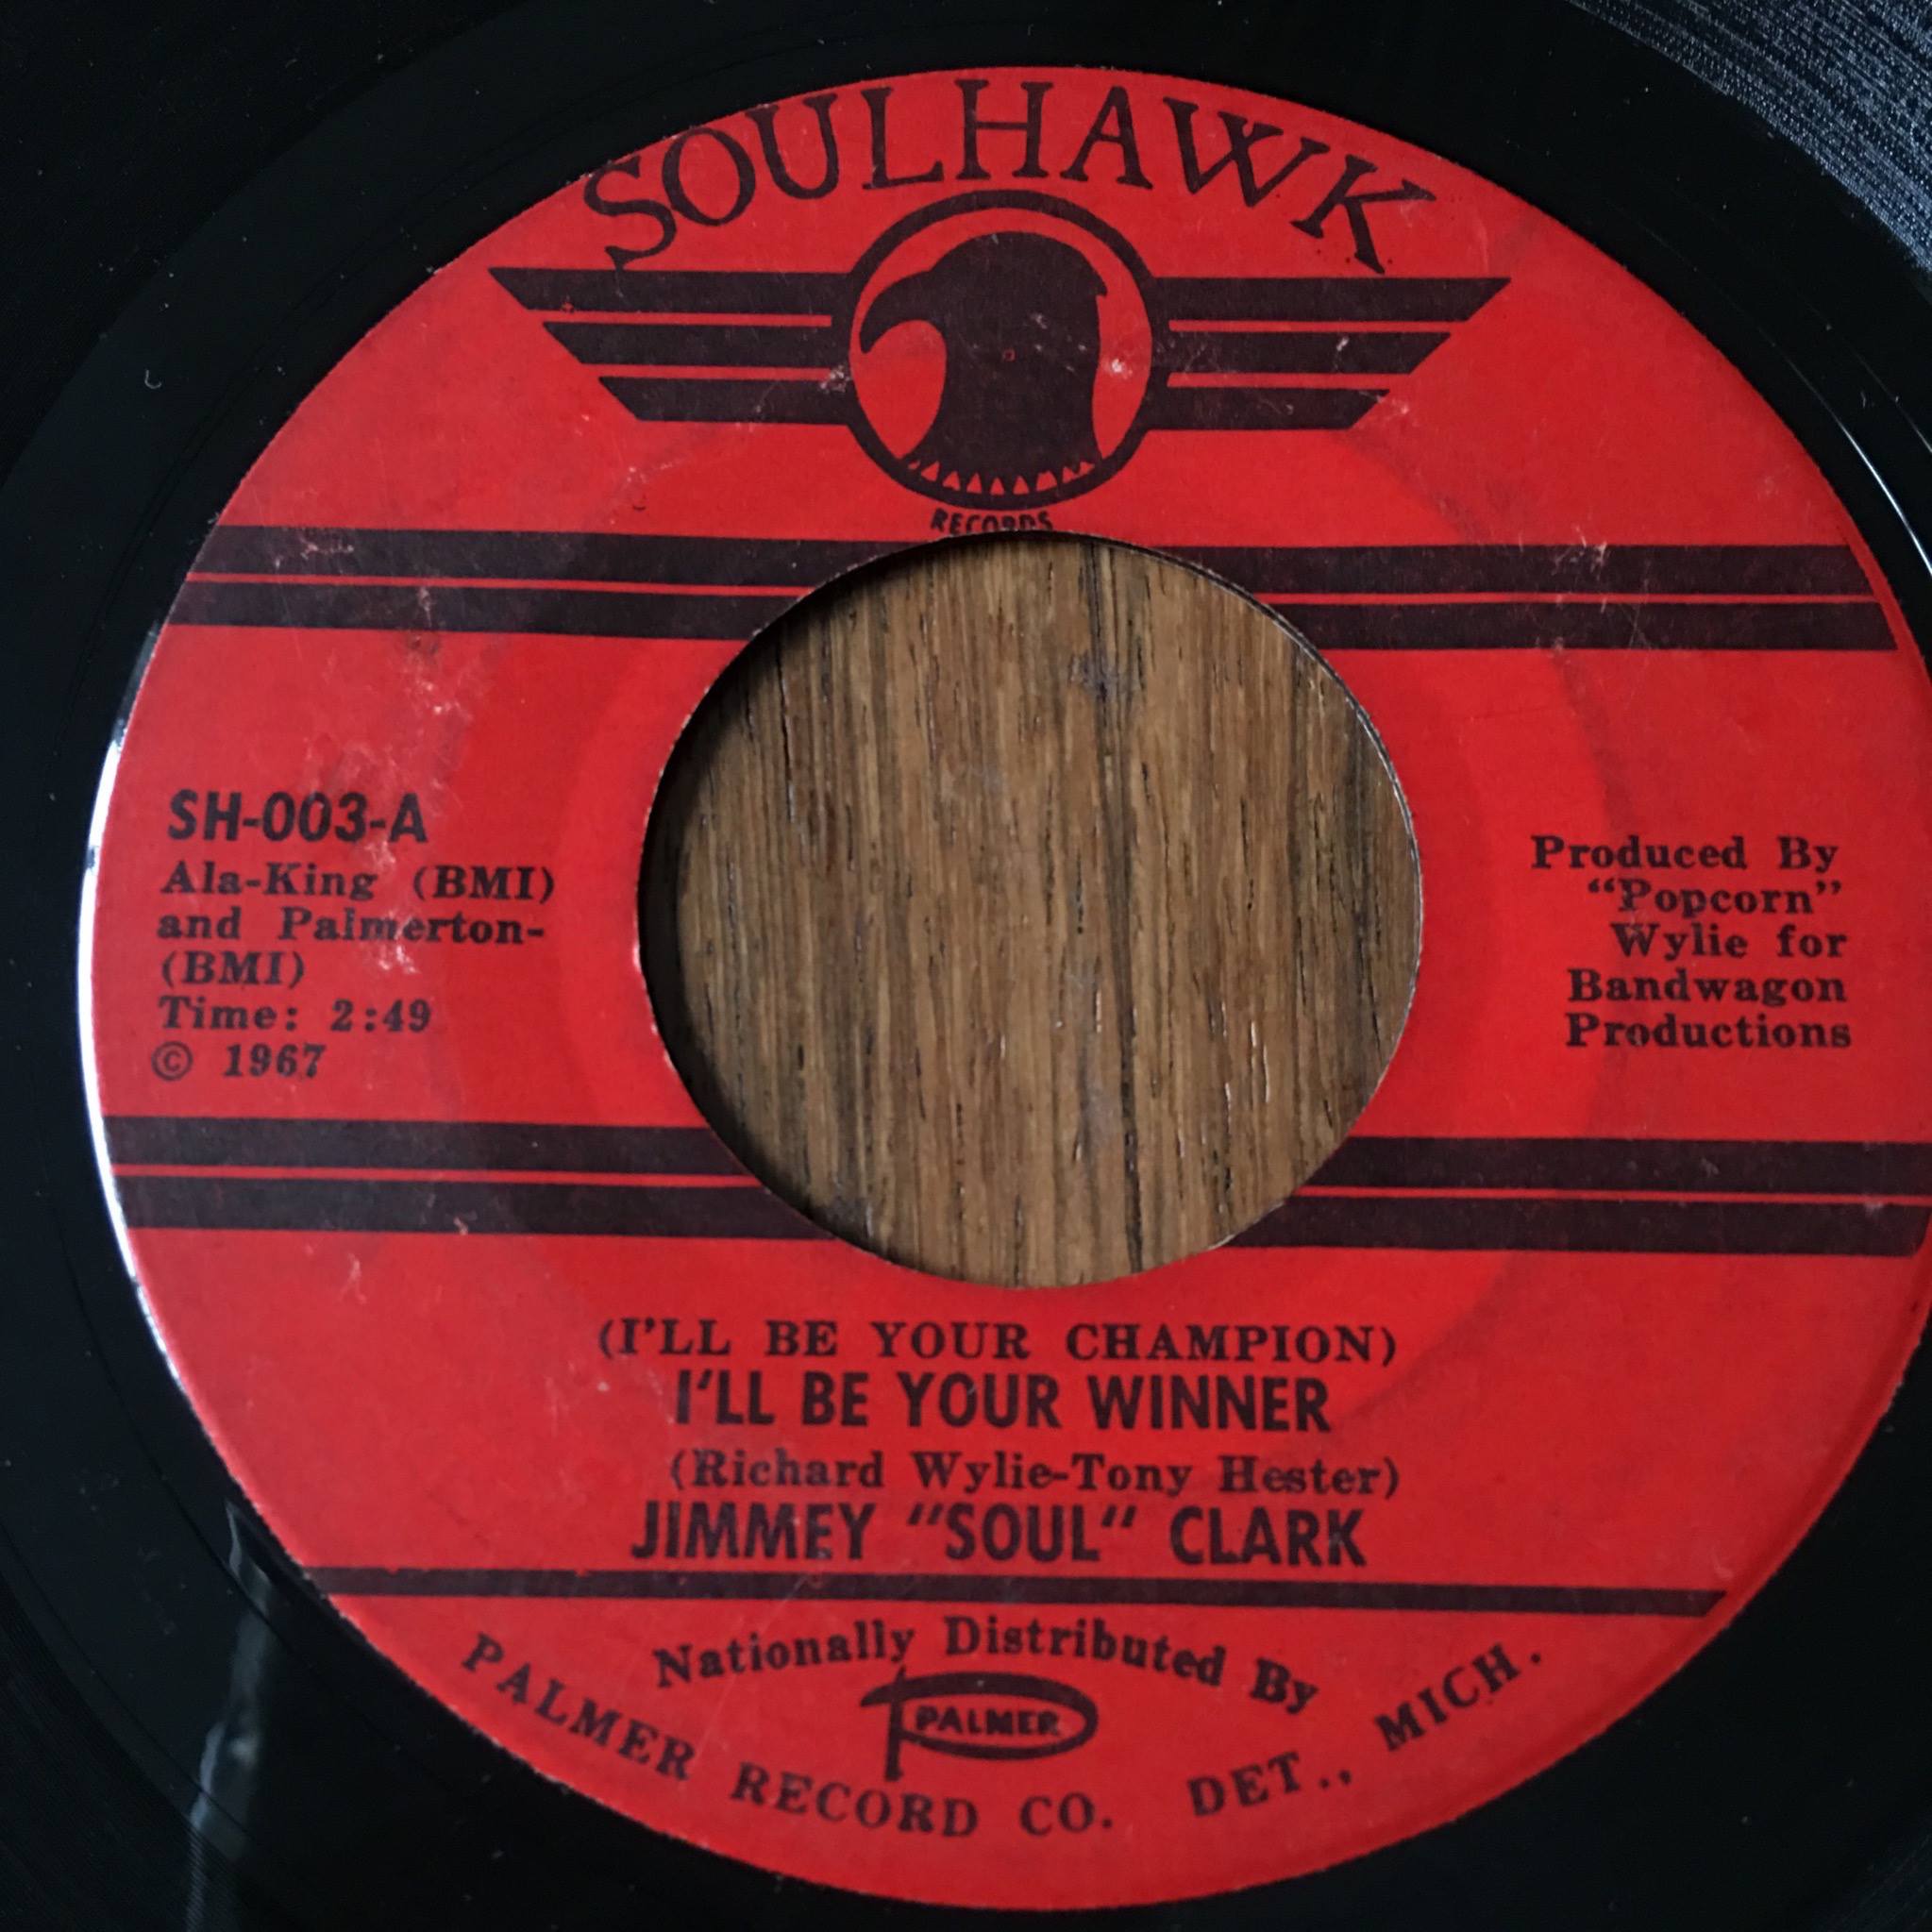 SOULHAWK
RECORDS
SH-003-A
Ala-King (BMI)
and Palmerton-
(BMI)
Time: 2:49
© 1967
Produced By
“Popcorn”
Wylie for
Bandwagon
Productions
(I'LL BE YOUR CHAMPION)
I'LL BE YOUR WINNER
(Richard Wylie-Tony Hester)
JIMMEY "SOUL" CLARK
Nationally Distributed By
PALMER
PALMER RECORD CO. DET., MICH.